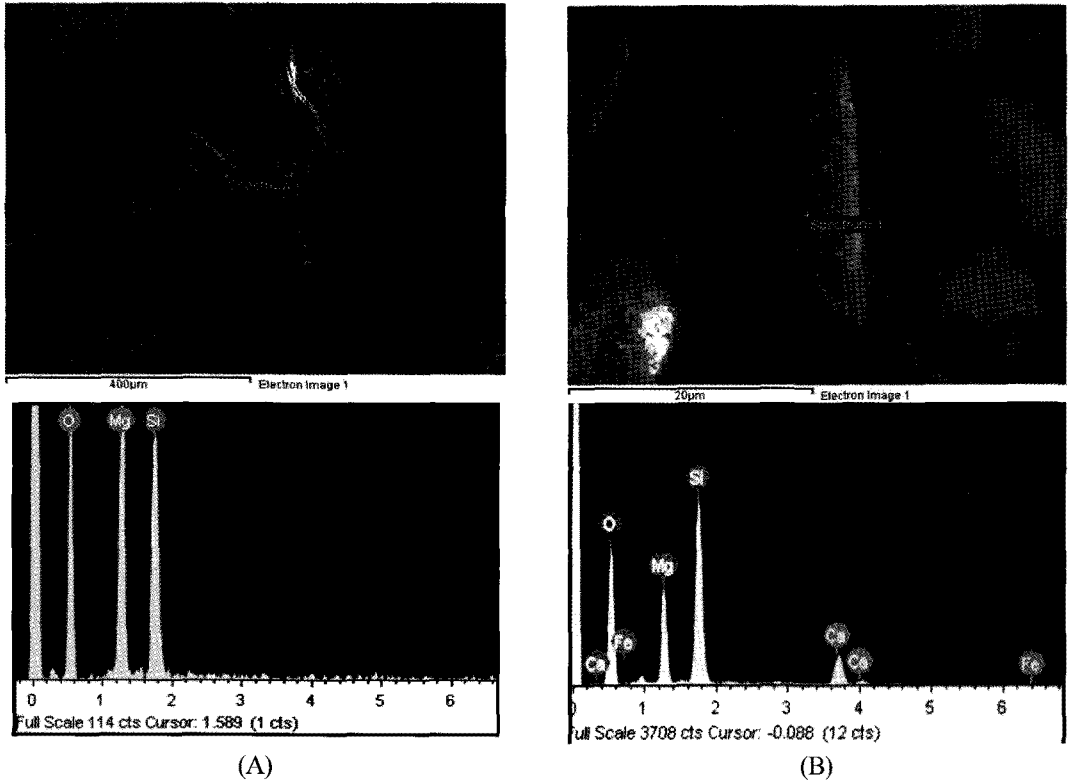 400μm Electron Image 1
20μm Electron Image 1
O Mg Si
0 1 2 3 4 5 6
Full Scale 114 cts Cursor: 1.589 (1 cts)
Si
O
Mg
Ca Fe Ca Ca Fe
0 1 2 3 4 5 6
Full Scale 3708 cts Cursor: -0.088 (12 cts)
(A)
(B)